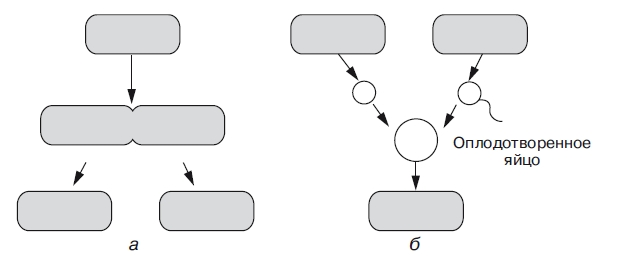 Оплодотворенное
яйцо
а
б